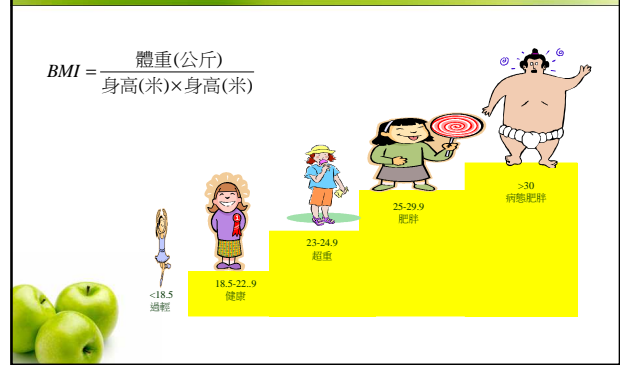 BMI = 體重(公斤)
身高(米)×身高(米)
>30
病態肥胖
25-29.9
肥胖
23-24.9
超重
18.5-22..9
健康
<18.5
過輕